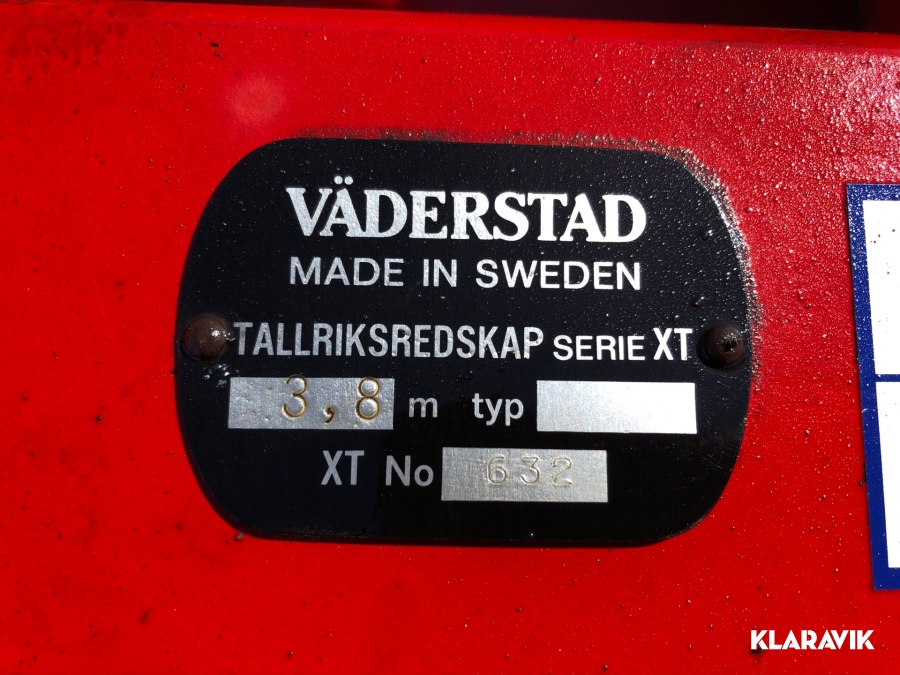 VÄDERSTAD
MADE IN SWEDEN
TALLRIKSREDSKAP SERIE XT
3,8 m typ
XT No 632
KLARAVIK